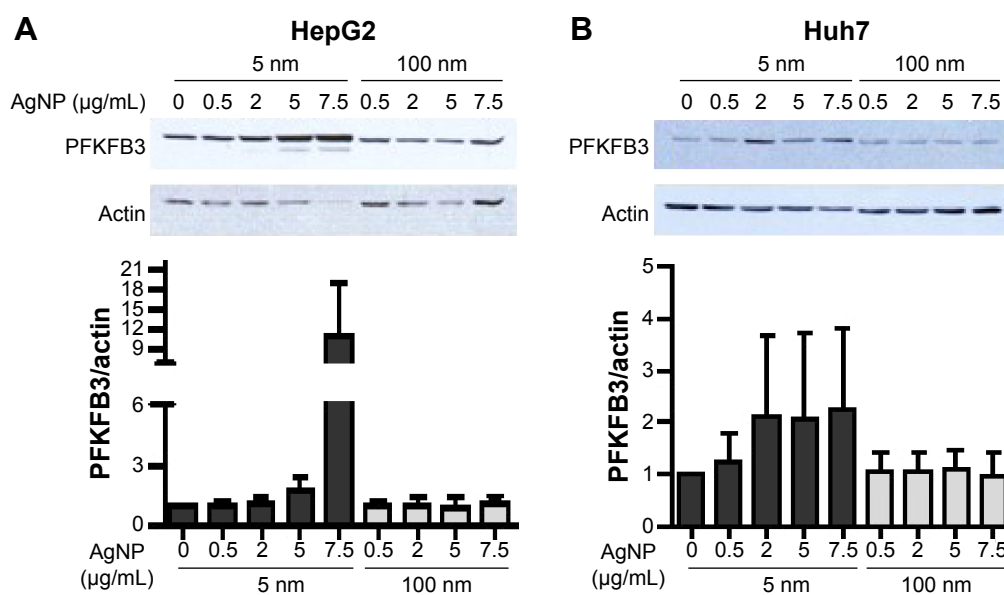 A
HepG2
5 nm 100 nm
AgNP (μg/mL) 0 0.5 2 5 7.5 0.5 2 5 7.5
PFKFB3
Actin
PFKFB3/actin
21
18
15
12
9
6
3
0
AgNP 0 0.5 2 5 7.5 0.5 2 5 7.5
(μg/mL) 5 nm 100 nm
B
Huh7
5 nm 100 nm
0 0.5 2 5 7.5 0.5 2 5 7.5
PFKFB3
Actin
PFKFB3/actin
5
4
3
2
1
0
AgNP 0 0.5 2 5 7.5 0.5 2 5 7.5
(μg/mL) 5 nm 100 nm